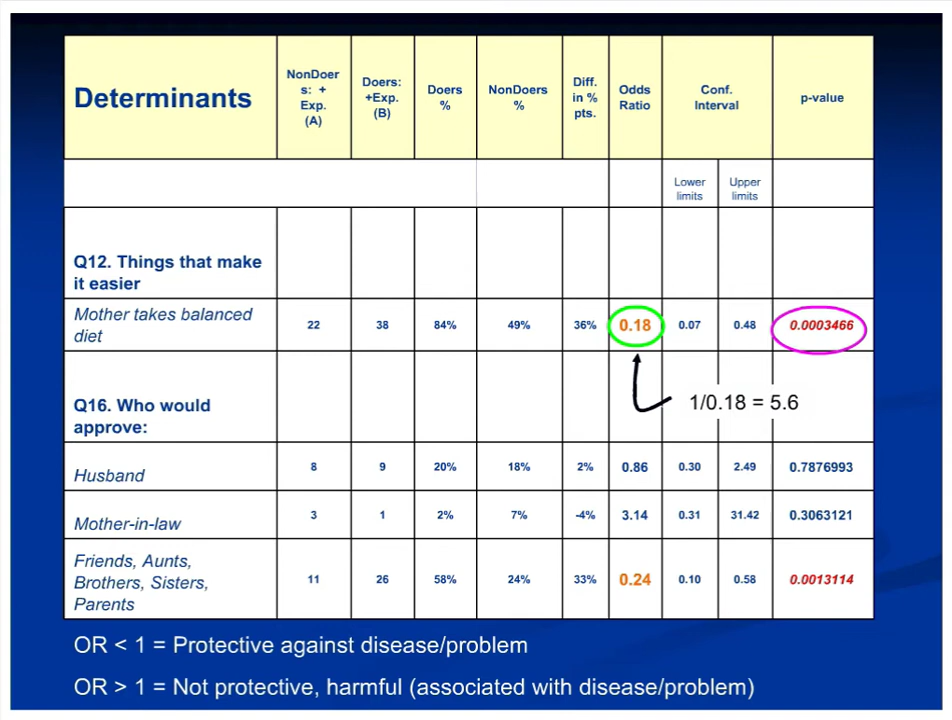 Determinants
NonDoer
s: +
Exp.
(A)
Doers:
+Exp.
(B)
Doers
%
NonDoers
%
Diff.
in %
pts.
Odds
Ratio
Conf.
Interval
p-value
Lower
limits
Upper
limits
Q12. Things that make
it easier
Mother takes balanced
diet
22
38
84%
49%
36%
0.18
0.07
0.48
0.0003466
1/0.18 = 5.6
Q16. Who would
approve:
Husband
8
9
20%
18%
2%
0.86
0.30
2.49
0.7876993
Mother-in-law
3
1
2%
7%
-4%
3.14
0.31
31.42
0.3063121
Friends, Aunts,
Brothers, Sisters,
Parents
11
26
58%
24%
33%
0.24
0.10
0.58
0.0013114
OR < 1 = Protective against disease/problem
OR > 1 = Not protective, harmful (associated with disease/problem)